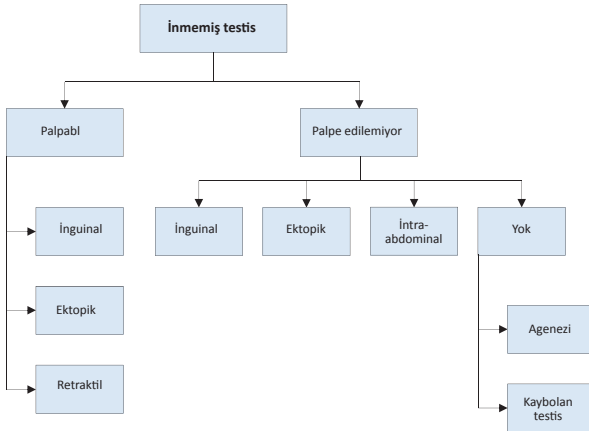 İnmemiş testis
Palpabl
Palpe edilemiyor
İnguinal
Ektopik
Retraktil
İnguinal
Ektopik
İntra-
abdominal
Yok
Agenezi
Kaybolan
testis